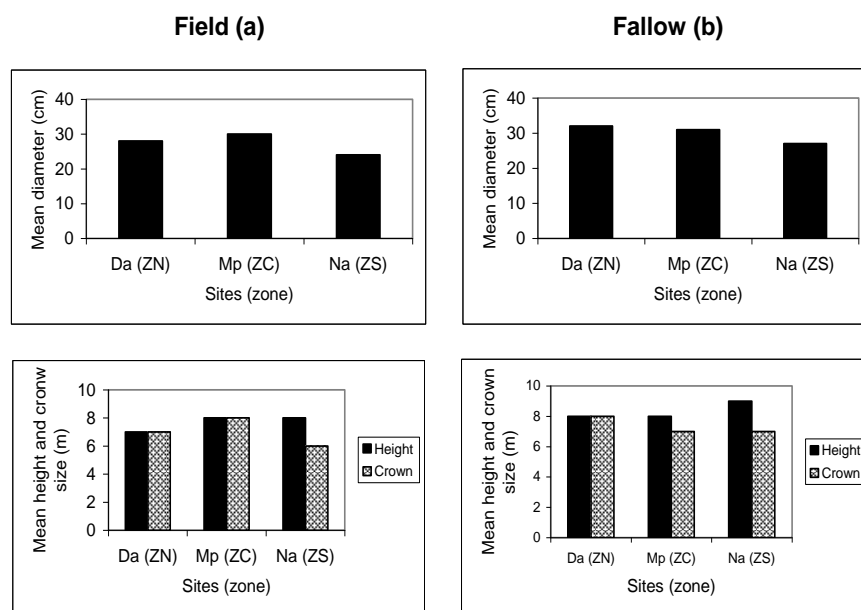 Field (a)
Fallow (b)
Mean diameter (cm)
40
30
20
10
0
Da (ZN) Mp (ZC) Na (ZS)
Sites (zone)
Mean diameter (cm)
40
30
20
10
0
Da (ZN) Mp (ZC) Na (ZS)
Sites (zone)
Mean height and cronw
size (m)
10
8
6
4
2
0
Da (ZN) Mp (ZC) Na (ZS)
Sites (zone)
Height
Crown
Mean height and crown
size (m)
10
8
6
4
2
0
Da (ZN) Mp (ZC) Na (ZS)
Sites (zone)
Height
Crown